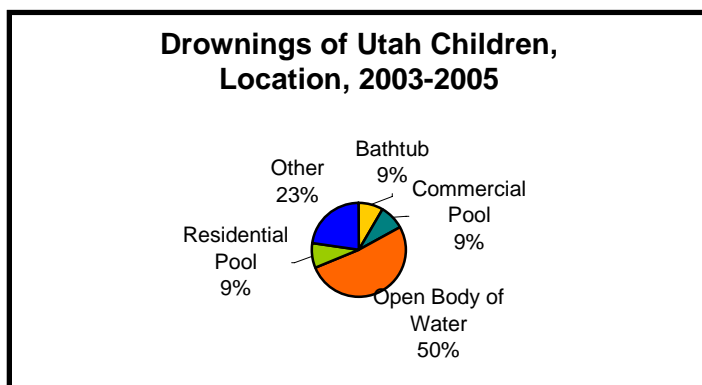 Drownings of Utah Children,
Location, 2003-2005
Bathtub
9%
Commercial
Pool
9%
Open Body of
Water
50%
Residential
Pool
9%
Other
23%